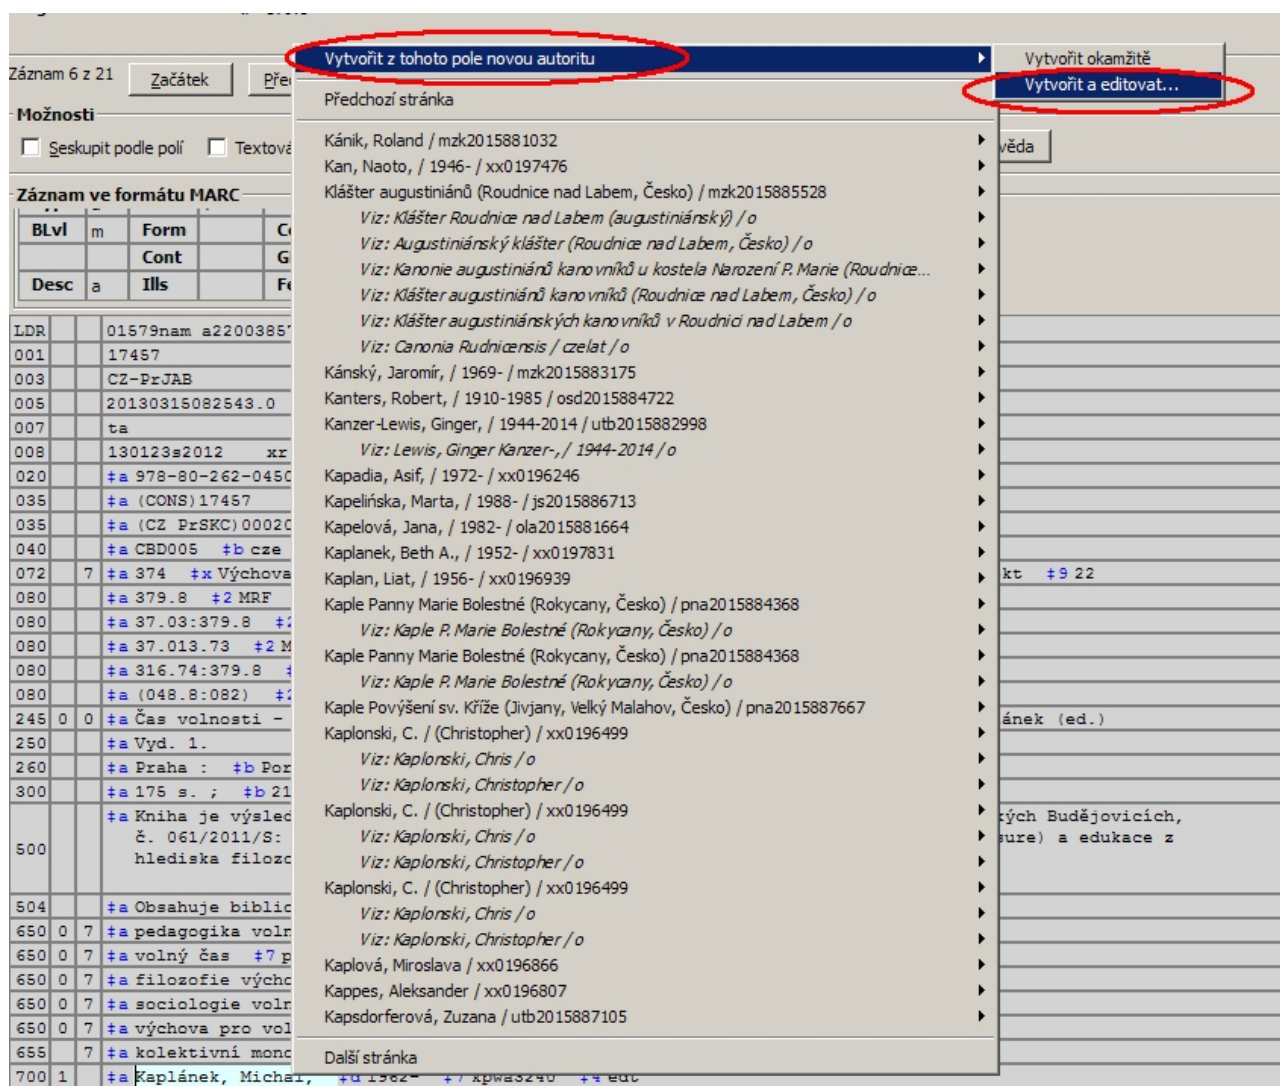 Záznam 6 z 21 Začátek Před
Možnosti
Seskupit podle polí Textová věda
Záznam ve formátu MARC
BLvl m Form
Cont
Desc a Ills
LDR 01579nam a2200385
001 17457
003 CZ-PrJAB
005 20130315082543.0
007 ta
008 130123s2012 xr
020 ‡a 978-80-262-0450
035 ‡a (CONS)17457
035 ‡a (CZ PrSKC)00020
040 ‡a CBD005 ‡b cze
072 7 ‡a 374 ‡x Výchova kt ‡9 22
080 ‡a 379.8 ‡2 MRF
080 ‡a 37.03:379.8 ‡2
080 ‡a 37.013.73 ‡2 M
080 ‡a 316.74:379.8 ‡
080 ‡a (048.8:082) ‡2
245 0 0 ‡a Čas volnosti - ánek (ed.)
250 ‡a Vyd. 1.
260 ‡a Praha : ‡b Por
300 ‡a 175 s. ; ‡b 21
500 ‡a Kniha je výsled kých Budějovicích,
č. 061/2011/S: sure) a edukace z
hlediska filozo
504 ‡a Obsahuje biblio
650 0 7 ‡a pedagogika voln
650 0 7 ‡a volný čas ‡7 p
650 0 7 ‡a filozofie výcho
650 0 7 ‡a sociologie voln
650 0 7 ‡a výchova pro vol
655 7 ‡a kolektivní mono
700 1 ‡a Kaplánek, Michal, ‡d 1962- ‡7 kpwa3240 ‡4 edt
Vytvořit z tohoto pole novou autoritu
Vytvořit okamžitě
Vytvořit a editovat...
Předchozí stránka
Kánik, Roland / mzk2015881032
Kan, Naoto, / 1946- / xx0197476
Klášter augustiniánů (Roudnice nad Labem, Česko) / mzk2015885528
Viz: Klášter Roudnice nad Labem (augustiniánský) / o
Viz: Augustiniánský klášter (Roudnice nad Labem, Česko) / o
Viz: Kanonie augustiniánů kanovníků u kostela Narození P. Marie (Roudnice...
Viz: Klášter augustiniánů kanovníků (Roudnice nad Labem, Česko) / o
Viz: Klášter augustiniánských kanovníků v Roudnici nad Labem / o
Viz: Canonia Rudnicensis / czelat / o
Kánský, Jaromír, / 1969- / mzk2015883175
Kanters, Robert, / 1910-1985 / osd2015884722
Kanzer-Lewis, Ginger, / 1944-2014 / utb2015882998
Viz: Lewis, Ginger Kanzer-, / 1944-2014 / o
Kapadia, Asif, / 1972- / xx0196246
Kapelińska, Marta, / 1988- / js2015886713
Kapelová, Jana, / 1982- / ola2015881664
Kaplanek, Beth A., / 1952- / xx0197831
Kaplan, Liat, / 1956- / xx0196939
Kaple Panny Marie Bolestné (Rokycany, Česko) / pna2015884368
Viz: Kaple P. Marie Bolestné (Rokycany, Česko) / o
Kaple Panny Marie Bolestné (Rokycany, Česko) / pna2015884368
Viz: Kaple P. Marie Bolestné (Rokycany, Česko) / o
Kaple Povýšení sv. Kříže (Jivjany, Velký Malahov, Česko) / pna2015887667
Kaplonski, C. / (Christopher) / xx0196499
Viz: Kaplonski, Chris / o
Viz: Kaplonski, Christopher / o
Kaplonski, C. / (Christopher) / xx0196499
Viz: Kaplonski, Chris / o
Viz: Kaplonski, Christopher / o
Kaplonski, C. / (Christopher) / xx0196499
Viz: Kaplonski, Chris / o
Viz: Kaplonski, Christopher / o
Kaplová, Miroslava / xx0196866
Kappes, Aleksander / xx0196807
Kapsdorferová, Zuzana / utb2015887105
Další stránka